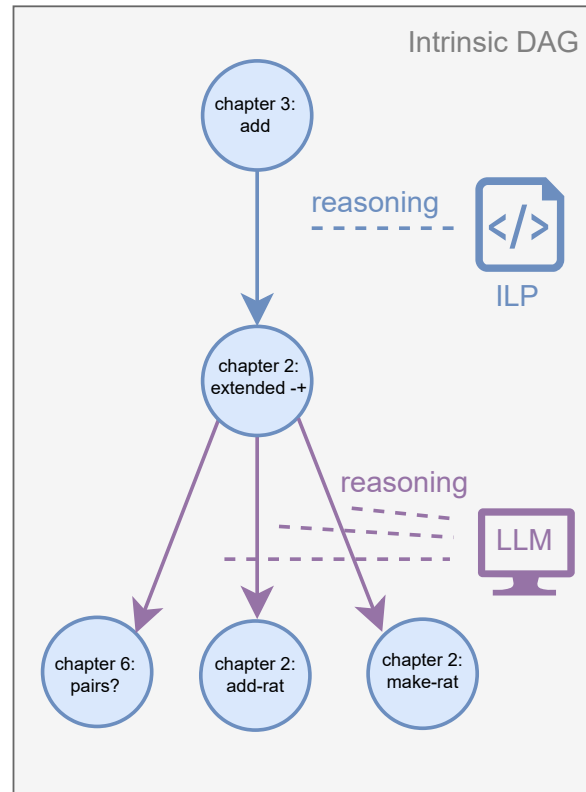 Intrinsic DAG
chapter 3:
add
reasoning
</>
ILP
chapter 2:
extended -+
reasoning
LLM
chapter 6:
pairs?
chapter 2:
add-rat
chapter 2:
make-rat